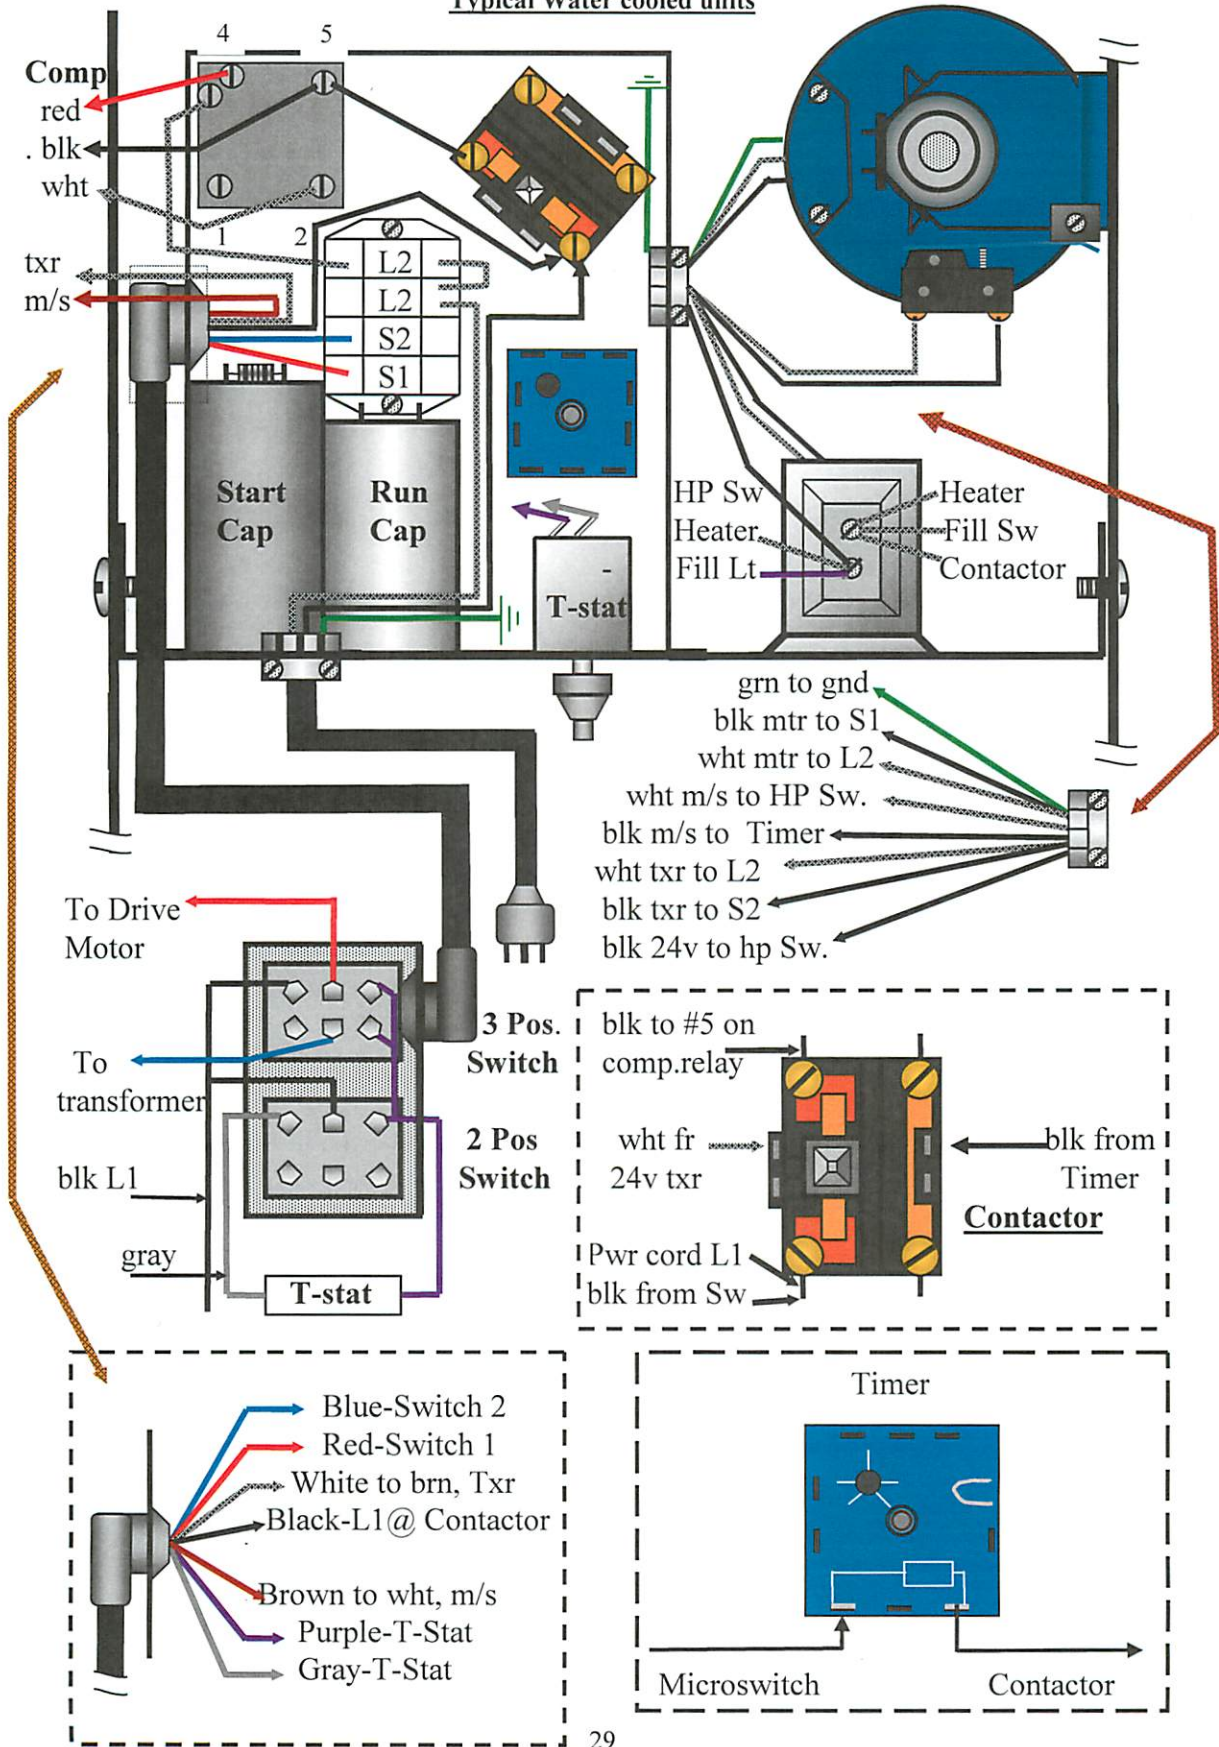 Typical Water cooled units
4
5
Comp
red
. blk
wht
1
2
txr
m/s
L2
L2
S2
S1
Start
Cap
Run
Cap
T-stat
-
HP Sw
Heater
Fill Lt
Heater
Fill Sw
Contactor
grn to gnd
blk mtr to S1
wht mtr to L2
wht m/s to HP Sw.
blk m/s to Timer
wht txr to L2
blk txr to S2
blk 24v to hp Sw.
To Drive
Motor
3 Pos.
Switch
To
transformer
2 Pos
Switch
blk L1
gray
T-stat
blk to #5 on
comp.relay
wht fr
24v txr
blk from
Timer
Contactor
Pwr cord L1
blk from Sw
Blue-Switch 2
Red-Switch 1
White to brn, Txr
Black-L1@ Contactor
Brown to wht, m/s
Purple-T-Stat
Gray-T-Stat
Timer
Microswitch
Contactor
29